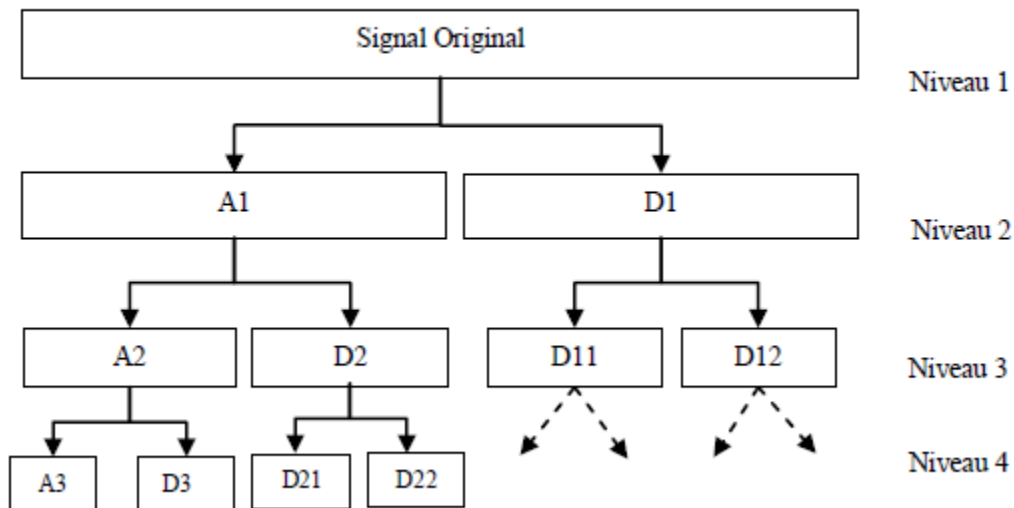 Signal Original
Niveau 1
A1
D1
Niveau 2
A2
D2
D11
D12
Niveau 3
A3
D3
D21
D22
Niveau 4